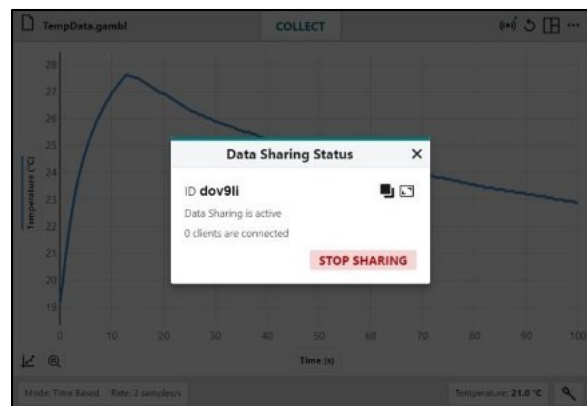 TempData.gambl
COLLECT
28
27
26
25
24
23
22
21
20
19
Temperature (°C)
Data Sharing Status
ID dov9li
Data Sharing is active
0 clients are connected
STOP SHARING
0 10 20 30 40 50 60 70 80 90 100
Time (s)
Mode: Time Based Rate: 2 samples/s
Temperature: 21.0 °C